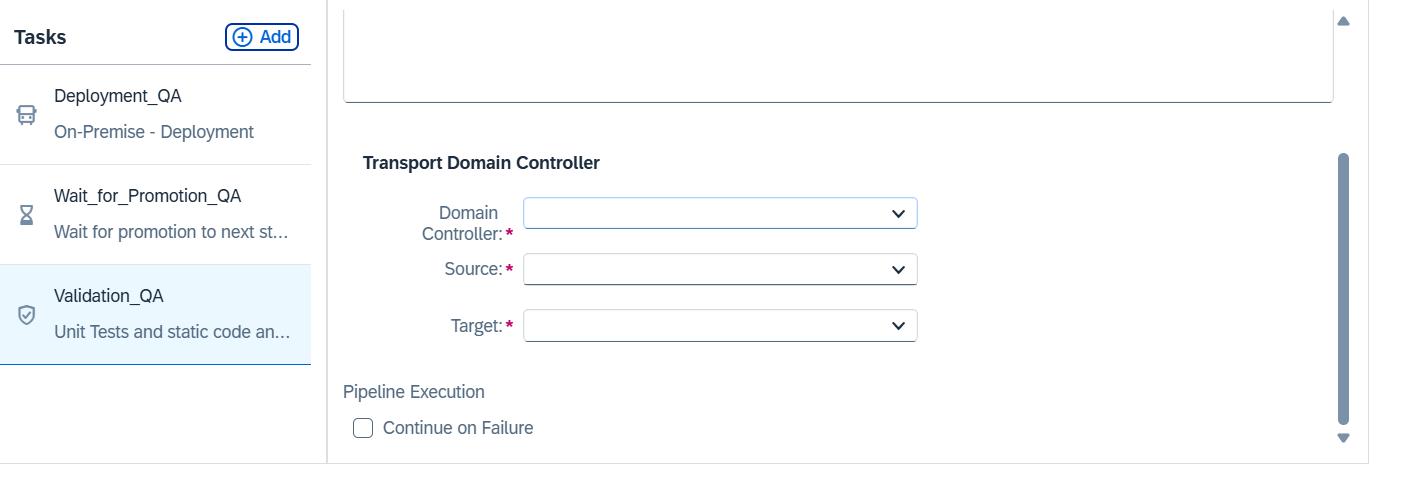 Tasks
Add
Deployment_QA
On-Premise - Deployment
Wait_for_Promotion_QA
Wait for promotion to next st...
Validation_QA
Unit Tests and static code an...
Transport Domain Controller
Domain
Controller:*
Source:*
Target:*
Pipeline Execution
Continue on Failure